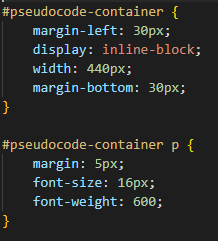 #pseudocode-container {
    margin-left: 30px;
    display: inline-block;
    width: 440px;
    margin-bottom: 30px;
}

#pseudocode-container p {
    margin: 5px;
    font-size: 16px;
    font-weight: 600;
}